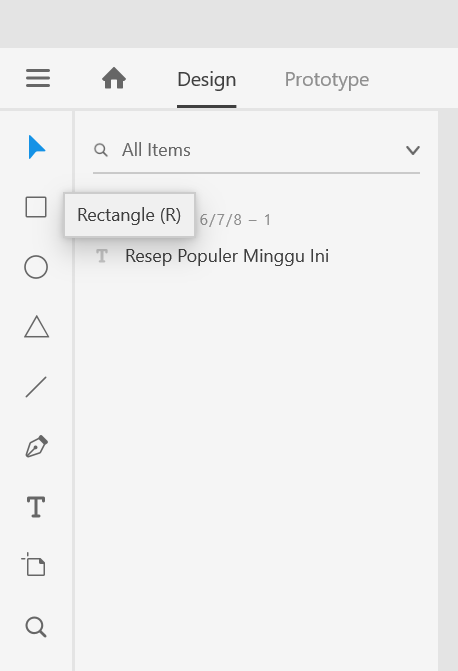 Design Prototype
All Items
Rectangle (R)
6/7/8 – 1
Resep Populer Minggu Ini